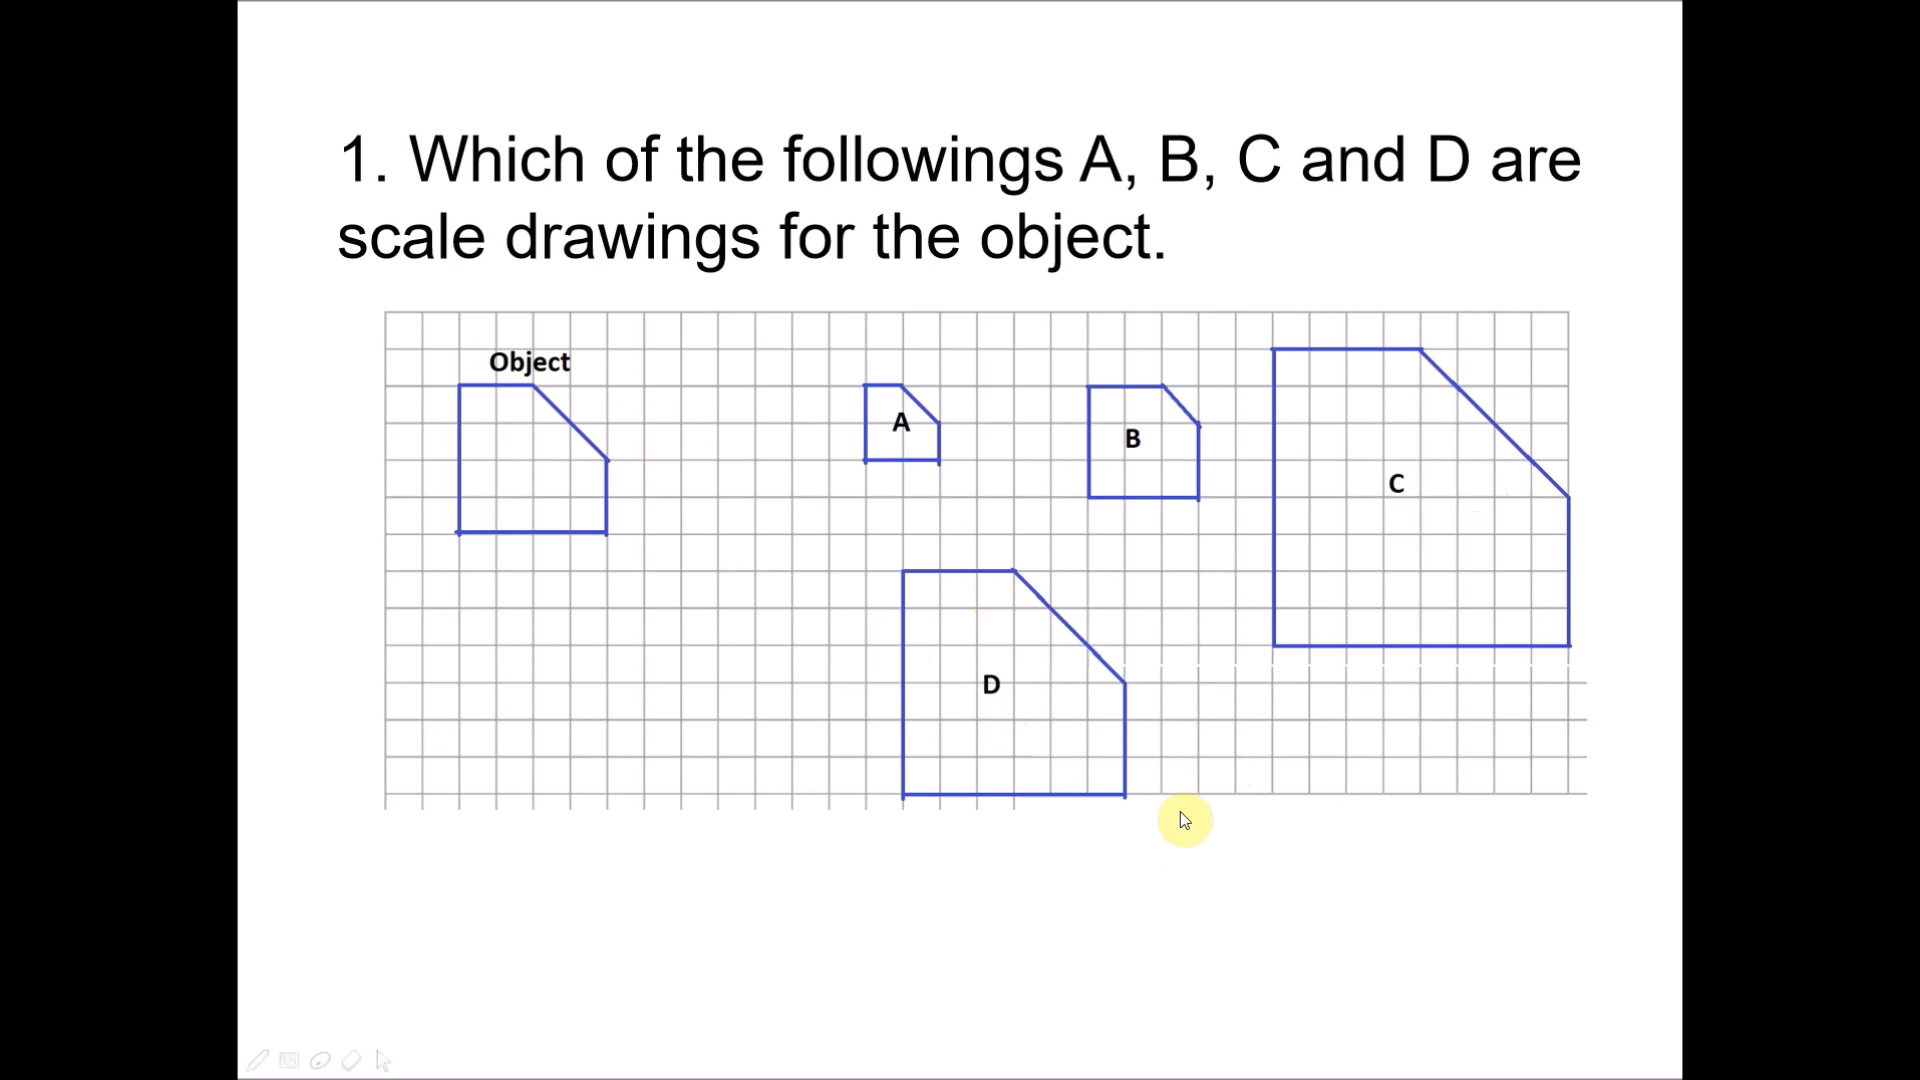 1. Which of the followings A, B, C and D are
scale drawings for the object.
Object
A
B
C
D